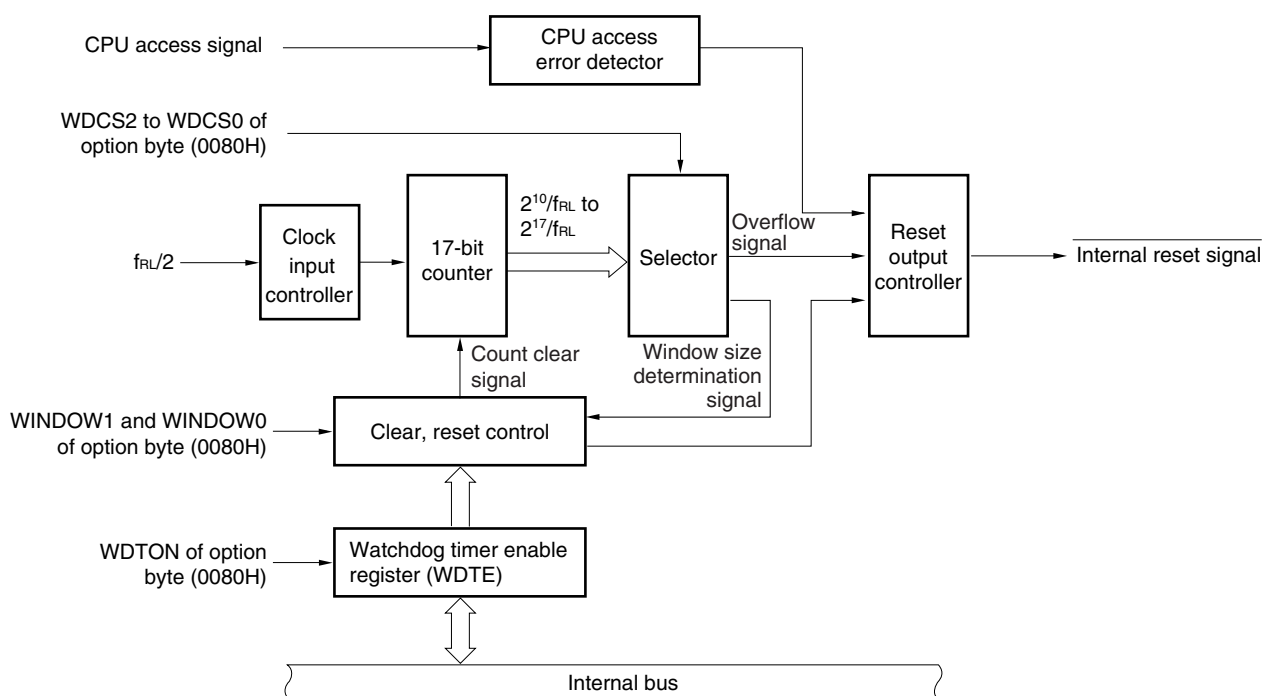 CPU access signal
CPU access
error detector
WDCS2 to WDCS0 of
option byte (0080H)
fRL/2
Clock
input
controller
17-bit
counter
2¹⁰/fRL to
2¹⁷/fRL
Selector
Overflow
signal
Reset
output
controller
Internal reset signal
Count clear
signal
Window size
determination
signal
WINDOW1 and WINDOW0
of option byte (0080H)
Clear, reset control
WDTON of option
byte (0080H)
Watchdog timer enable
register (WDTE)
Internal bus